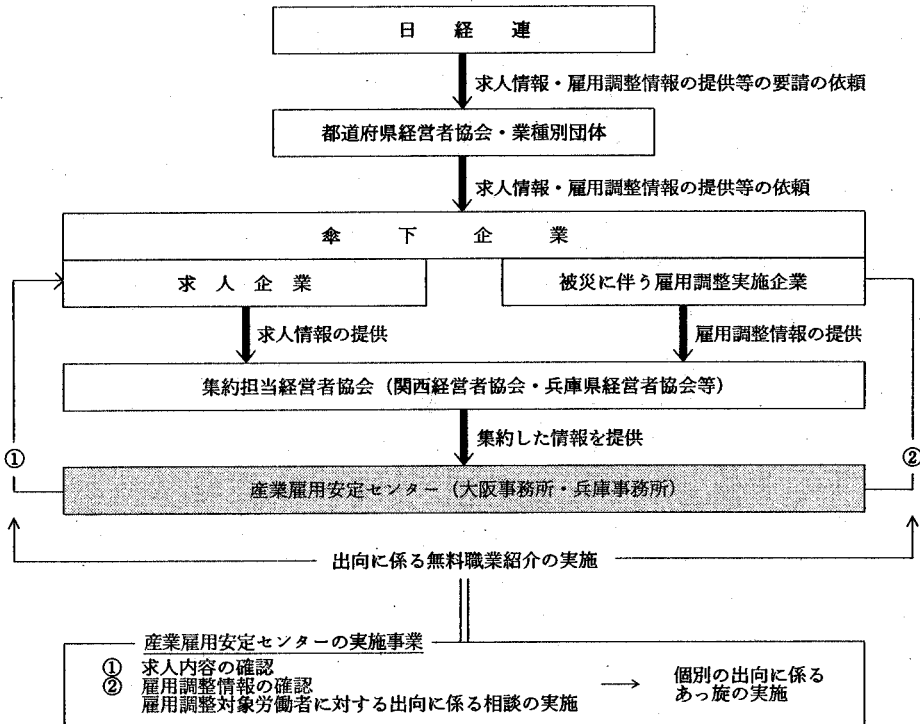 日経連
求人情報・雇用調整情報の提供等の要請の依頼
都道府県経営者協会・業種別団体
求人情報・雇用調整情報の提供等の依頼
傘下企業
求人企業
被災に伴う雇用調整実施企業
求人情報の提供
雇用調整情報の提供
集約担当経営者協会（関西経営者協会・兵庫県経営者協会等）
集約した情報を提供
①
②
産業雇用安定センター（大阪事務所・兵庫事務所）
出向に係る無料職業紹介の実施
産業雇用安定センターの実施事業
① 求人内容の確認
② 雇用調整情報の確認
雇用調整対象労働者に対する出向に係る相談の実施
個別の出向に係る
あっ旋の実施